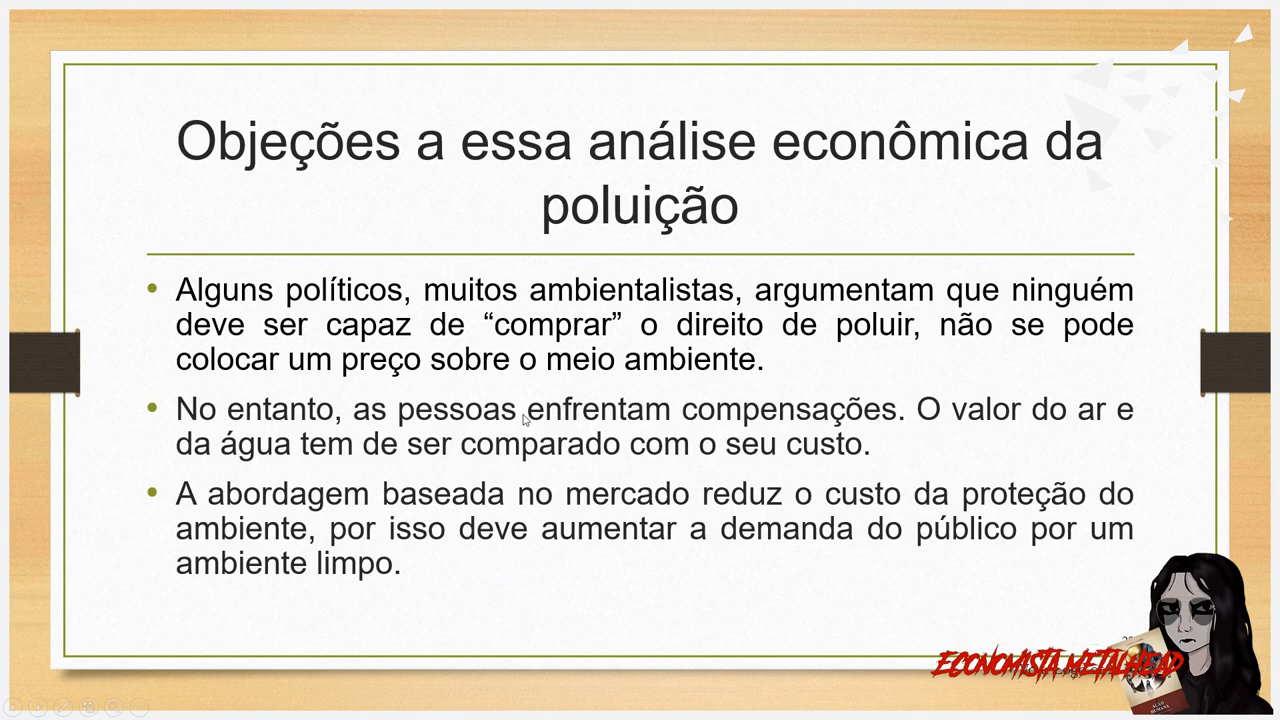 Objeções a essa análise econômica da
poluição
• Alguns políticos, muitos ambientalistas, argumentam que ninguém
deve ser capaz de “comprar” o direito de poluir, não se pode
colocar um preço sobre o meio ambiente.
• No entanto, as pessoas enfrentam compensações. O valor do ar e
da água tem de ser comparado com o seu custo.
• A abordagem baseada no mercado reduz o custo da proteção do
ambiente, por isso deve aumentar a demanda do público por um
ambiente limpo.
ECONOMISTA METALHEAD
AÇÃO
HUMANA